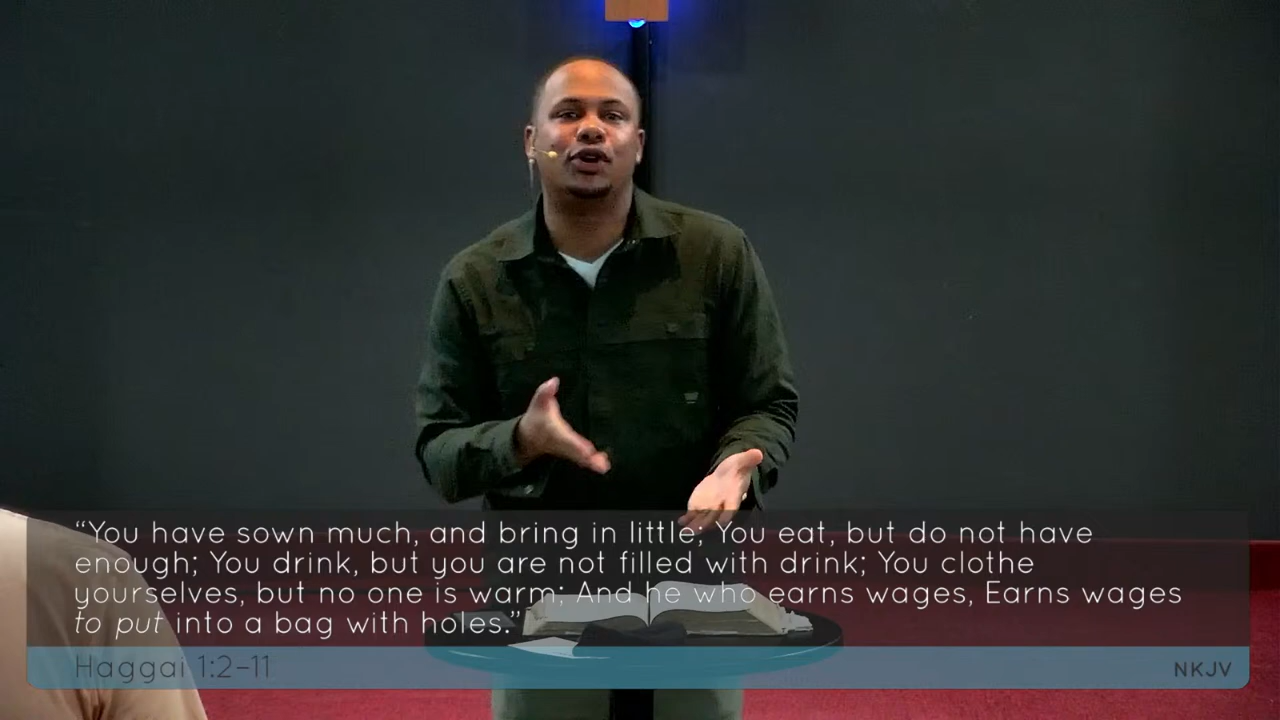 “You have sown much, and bring in little; You eat, but do not have
enough; You drink, but you are not filled with drink; You clothe
yourselves, but no one is warm; And he who earns wages, Earns wages
to put into a bag with holes.”
Haggai 1:2–11
NKJV